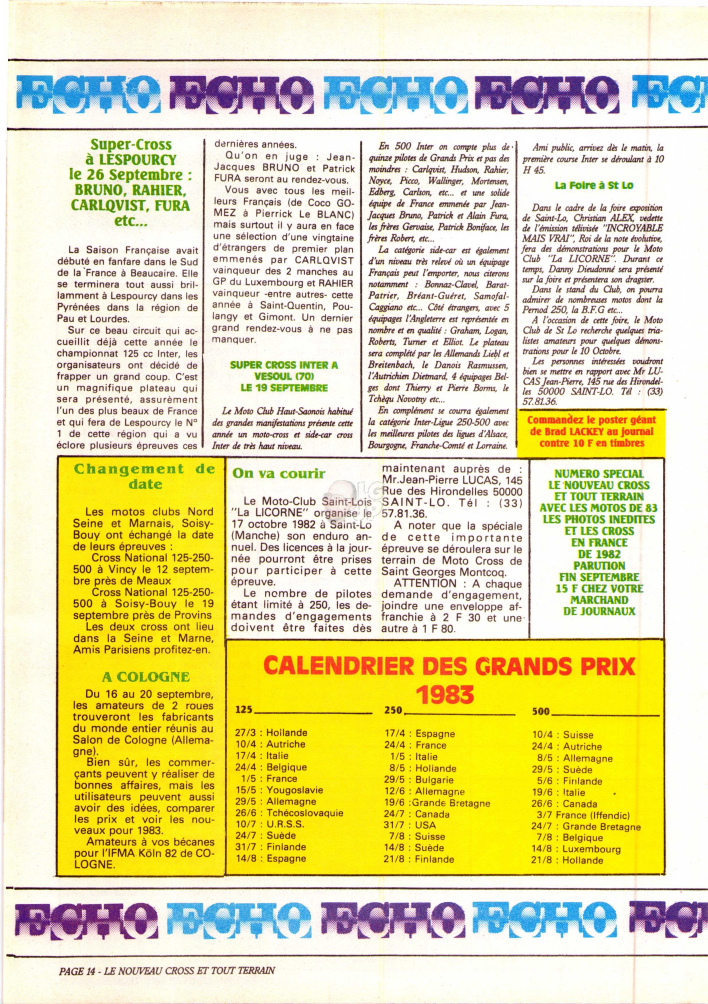 ECHO ECHO ECHO ECHO EC
Super-Cross
à LESPOURCY
le 26 Septembre :
BRUNO, RAHIER,
CARLQVIST, FURA
etc...
La Saison Française avait
débuté en fanfare dans le Sud
de la France à Beaucaire. Elle
se terminera tout aussi bril-
lamment à Lespourcy dans les
Pyrénées dans la région de
Pau et Lourdes.
Sur ce beau circuit qui ac-
cueillit déjà cette année le
championnat 125 cc Inter, les
organisateurs ont décidé de
frapper un grand coup. C'est
un magnifique plateau qui
sera présenté, assurément
l'un des plus beaux de France
et qui fera de Lespourcy le N°
1 de cette région qui a vu
éclore plusieurs épreuves ces
dernières années.
Qu'on en juge : Jean-
Jacques BRUNO et Patrick
FURA seront au rendez-vous.
Vous avec tous les meil-
leurs Français (de Coco GO-
MEZ à Pierrick Le BLANC)
mais surtout il y aura en face
une sélection d'une vingtaine
d'étrangers de premier plan
emmenés par CARLQVIST
vainqueur des 2 manches au
GP du Luxembourg et RAHIER
vainqueur -entre autres- cette
année à Saint-Quentin, Pou-
langy et Gimont. Un dernier
grand rendez-vous à ne pas
manquer.
SUPER CROSS INTER A
VESOUL (70)
LE 19 SEPTEMBRE
Le Moto Club Haut-Saonois habitué
des grandes manifestations présente cette
année un moto-cross et side-car cross
Inter de très haut niveau.
En 500 Inter on compte plus de
quinze pilotes de Grands Prix et pas des
moindres : Carlqvist, Hudson, Rahier,
Noyce, Picco, Wallinger, Mortensen,
Edberg, Carlson, etc... et une solide
équipe de France emmenée par Jean-
Jacques Bruno, Patrick et Alain Fura,
les frères Gervaise, Patrick Boniface, les
frères Robert, etc...
La catégorie side-car est également
d'un niveau très relevé où un équipage
Français peut l'emporter, nous citerons
notamment : Bonnaz-Clavel, Barat-
Patrier, Bréant-Guéret, Samofal-
Caggiano etc... Côté étrangers, avec 5
équipages l'Angleterre est représentée en
nombre et en qualité : Graham, Logan,
Roberts, Turner et Elliot. Le plateau
sera complété par les Allemands Liebl et
Breitenbach, le Danois Rasmussen,
l'Autrichien Dietmard, 4 équipages Bel-
ges dont Thierry et Pierre Borms, le
Tchèqu Novotny etc...
En complément se courra également
la catégorie Inter-Ligue 250-500 avec
les meilleurs pilotes des ligues d'Alsace,
Bourgogne, Franche-Comté et Lorraine.
Ami public, arrivez dès le matin, la
première course Inter se déroulant à 10
H 45.
La Foire à St Lo
Dans le cadre de la foire exposition
de Saint-Lo, Christian ALEX, vedette
de l'émission télivisée "INCROYABLE
MAIS VRAI", Roi de la note évolutive,
fera des démonstrations pour le Moto
Club "La LICORNE". Durant ce
temps, Danny Dieudonné sera présenté
sur la foire et présentera son dragster.
Dans le stand du Club, on pourra
admirer de nombreuses motos dont la
Pernod 250, la B.F.G etc...
A l'occasion de cette foire, le Moto
Club de St Lo recherche quelques tria-
listes amateurs pour quelques démons-
trations pour le 10 Octobre.
Les personnes intéressées voudront
bien se mettre en rapport avec Mr LU-
CAS Jean-Pierre, 145 rue des Hirondel-
les 50000 SAINT-LO. Tél : (33)
57.81.36.
Commandez le poster géant
de Brad LACKEY au journal
contre 10 F en timbres
Changement de
date
Les motos clubs Nord
Seine et Marnais, Soisy-
Bouy ont échangé la date
de leurs épreuves :
Cross National 125-250-
500 à Vincy le 12 septem-
bre près de Meaux
Cross National 125-250-
500 à Soisy-Bouy le 19
septembre près de Provins
Les deux cross ont lieu
dans la Seine et Marne,
Amis Parisiens profitez-en.
A COLOGNE
Du 16 au 20 septembre,
les amateurs de 2 roues
trouveront les fabricants
du monde entier réunis au
Salon de Cologne (Allema-
gne).
Bien sûr, les commer-
çants peuvent y réaliser de
bonnes affaires, mais les
utilisateurs peuvent aussi
avoir des idées, comparer
les prix et voir les nou-
veaux pour 1983.
Amateurs à vos bécanes
pour l'IFMA Köln 82 de CO-
LOGNE.
On va courir
Le Moto-Club Saint-Lois
"La LICORNE" organise le
17 octobre 1982 à Saint-Lo
(Manche) son enduro an-
nuel. Des licences à la jour-
née pourront être prises
pour participer à cette
épreuve.
Le nombre de pilotes
étant limité à 250, les de-
mandes d'engagements
doivent être faites dès
maintenant auprès de :
Mr.Jean-Pierre LUCAS, 145
Rue des Hirondelles 50000
SAINT-LO. Tél : (33)
57.81.36.
A noter que la spéciale
de cette importante
épreuve se déroulera sur le
terrain de Moto Cross de
Saint Georges Montcoq.
ATTENTION : A chaque
demande d'engagement,
joindre une enveloppe af-
franchie à 2 F 30 et une
autre à 1 F 80.
NUMERO SPECIAL
LE NOUVEAU CROSS
ET TOUT TERRAIN
AVEC LES MOTOS DE 83
LES PHOTOS INEDITES
ET LES CROSS
EN FRANCE
DE 1982
PARUTION
FIN SEPTEMBRE
15 F CHEZ VOTRE
MARCHAND
DE JOURNAUX
CALENDRIER DES GRANDS PRIX
1983
125
27/3 : Hollande
10/4 : Autriche
17/4 : Italie
24/4 : Belgique
1/5 : France
15/5 : Yougoslavie
29/5 : Allemagne
26/6 : Tchécoslovaquie
10/7 : U.R.S.S.
24/7 : Suède
31/7 : Finlande
14/8 : Espagne
250
17/4 : Espagne
24/4 : France
1/5 : Italie
8/5 : Hollande
29/5 : Bulgarie
12/6 : Allemagne
19/6 :Grande Bretagne
24/7 : Canada
31/7 : USA
7/8 : Suisse
14/8 : Suède
21/8 : Finlande
500
10/4 : Suisse
24/4 : Autriche
8/5 : Allemagne
29/5 : Suède
5/6 : Finlande
19/6 : Italie
26/6 : Canada
3/7 France (Iffendic)
24/7 : Grande Bretagne
7/8 : Belgique
14/8 : Luxembourg
21/8 : Hollande
ECHO ECHO ECHO ECHO EC
PAGE 14 - LE NOUVEAU CROSS ET TOUT TERRAIN